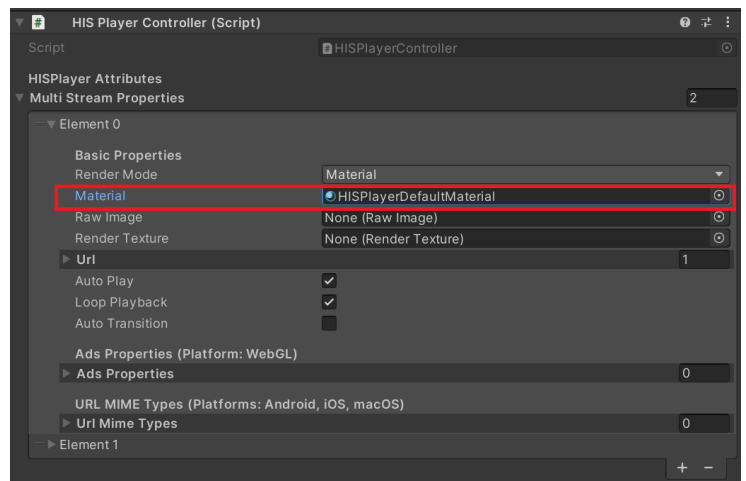 HIS Player Controller (Script)
Script HISPlayerController
HISPlayer Attributes
Multi Stream Properties 2
Element 0
Basic Properties
Render Mode Material
Material HISPlayerDefaultMaterial
Raw Image None (Raw Image)
Render Texture None (Render Texture)
Url 1
Auto Play
Loop Playback
Auto Transition
Ads Properties (Platform: WebGL)
Ads Properties 0
URL MIME Types (Platforms: Android, iOS, macOS)
Url Mime Types 0
Element 1
+ −